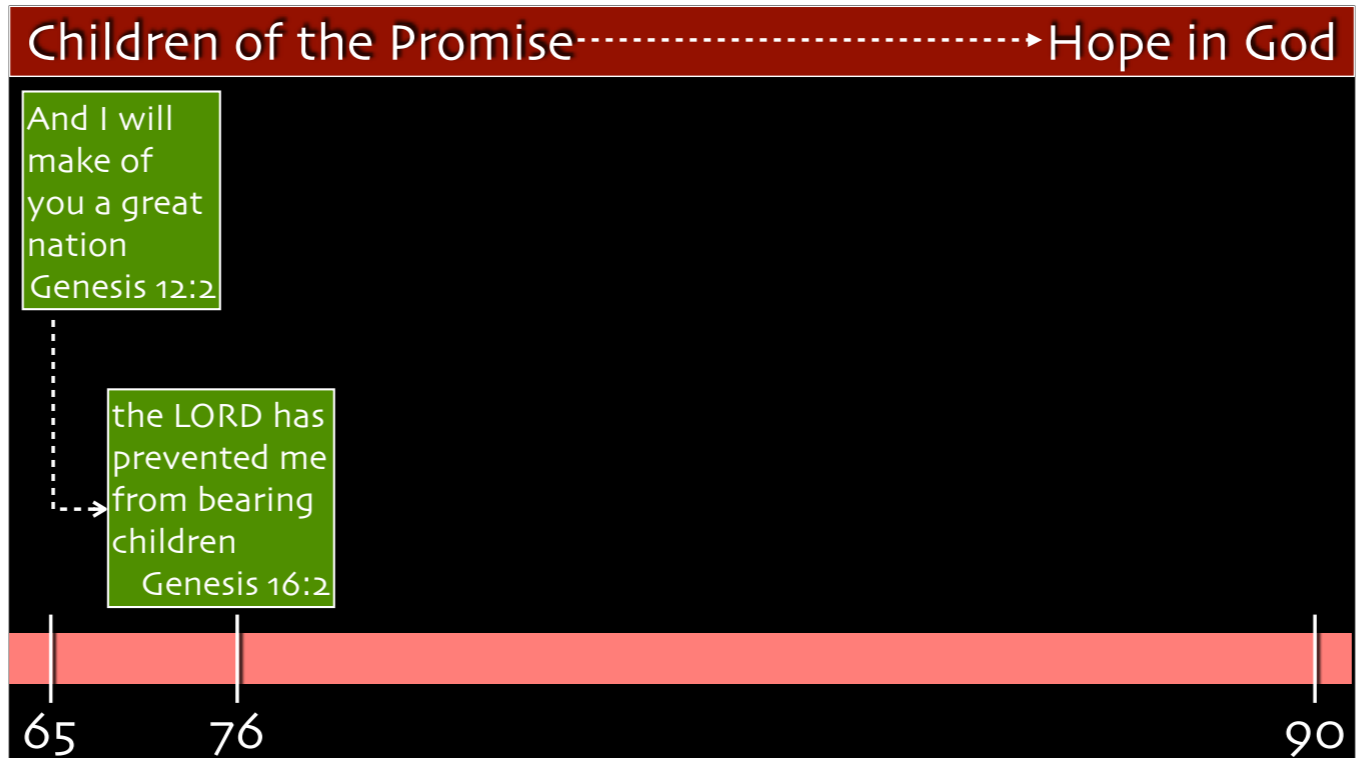 Children of the Promise Hope in God
And I will
make of
you a great
nation
Genesis 12:2
the LORD has
prevented me
from bearing
children
Genesis 16:2
65 76 90